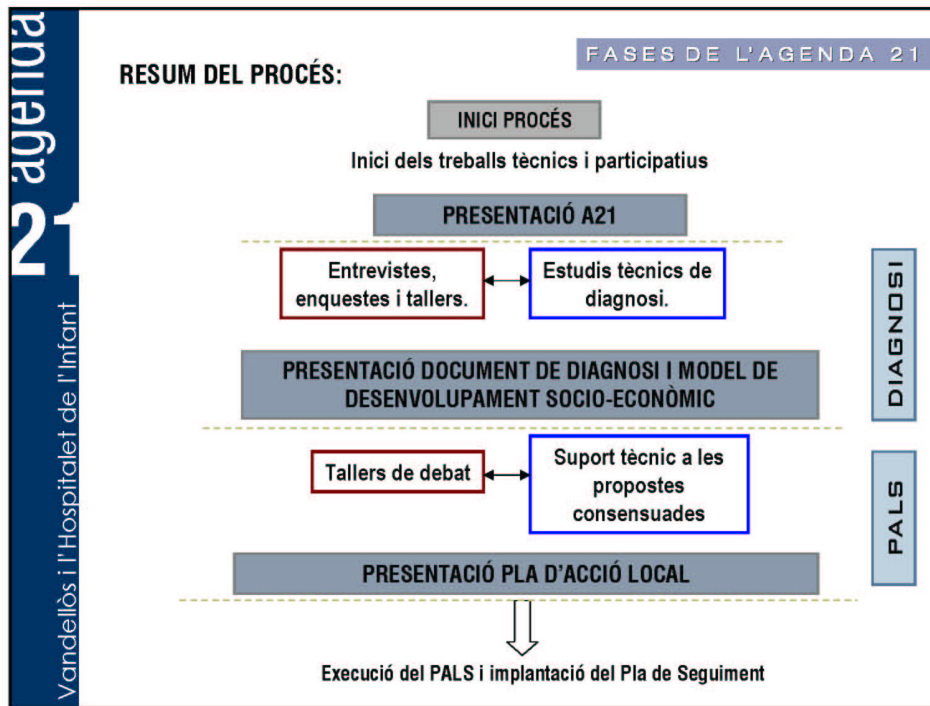 agenda
21
Vandellòs i l'Hospitalet de l'Infant
FASES DE L'AGENDA 21
RESUM DEL PROCÉS:
INICI PROCÉS
Inici dels treballs tècnics i participatius
PRESENTACIÓ A21
Entrevistes,
enquestes i tallers.
Estudis tècnics de
diagnosi.
DIAGNOSI
PRESENTACIÓ DOCUMENT DE DIAGNOSI I MODEL DE
DESENVOLUPAMENT SOCIO-ECONÒMIC
Tallers de debat
Suport tècnic a les
propostes
consensuades
PALS
PRESENTACIÓ PLA D'ACCIÓ LOCAL
Execució del PALS i implantació del Pla de Seguiment